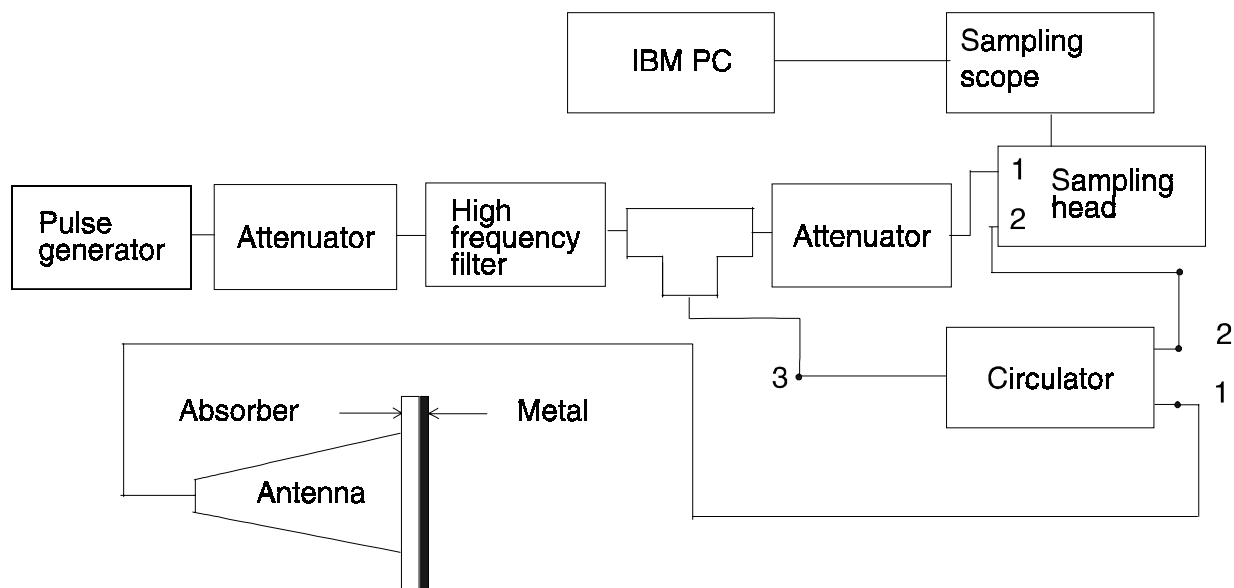 IBM PC
Sampling
scope
1
Sampling
head
2
Pulse
generator
Attenuator
High
frequency
filter
Attenuator
2
3
Circulator
1
Absorber
Metal
Antenna